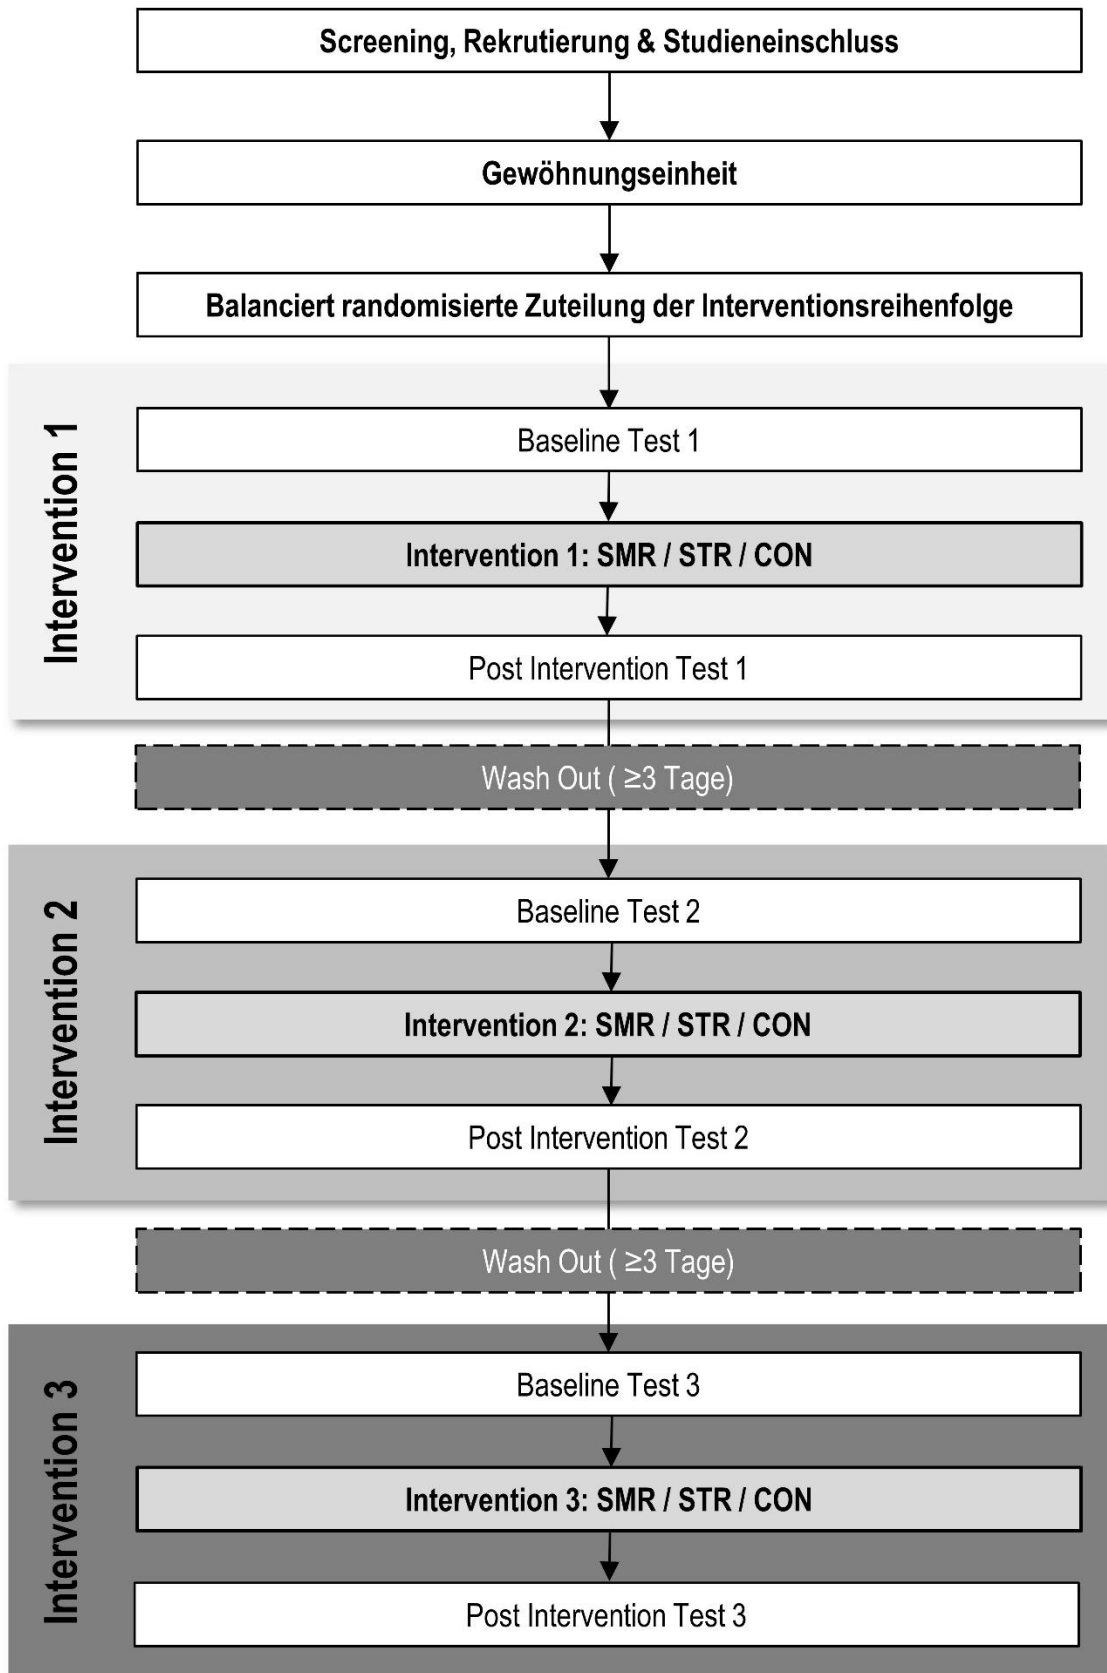 Screening, Rekrutierung & Studieneinschluss
Gewöhnungseinheit
Balanciert randomisierte Zuteilung der Interventionsreihenfolge
Intervention 1
Baseline Test 1
Intervention 1: SMR / STR / CON
Post Intervention Test 1
Wash Out ( ≥3 Tage)
Intervention 2
Baseline Test 2
Intervention 2: SMR / STR / CON
Post Intervention Test 2
Wash Out ( ≥3 Tage)
Intervention 3
Baseline Test 3
Intervention 3: SMR / STR / CON
Post Intervention Test 3